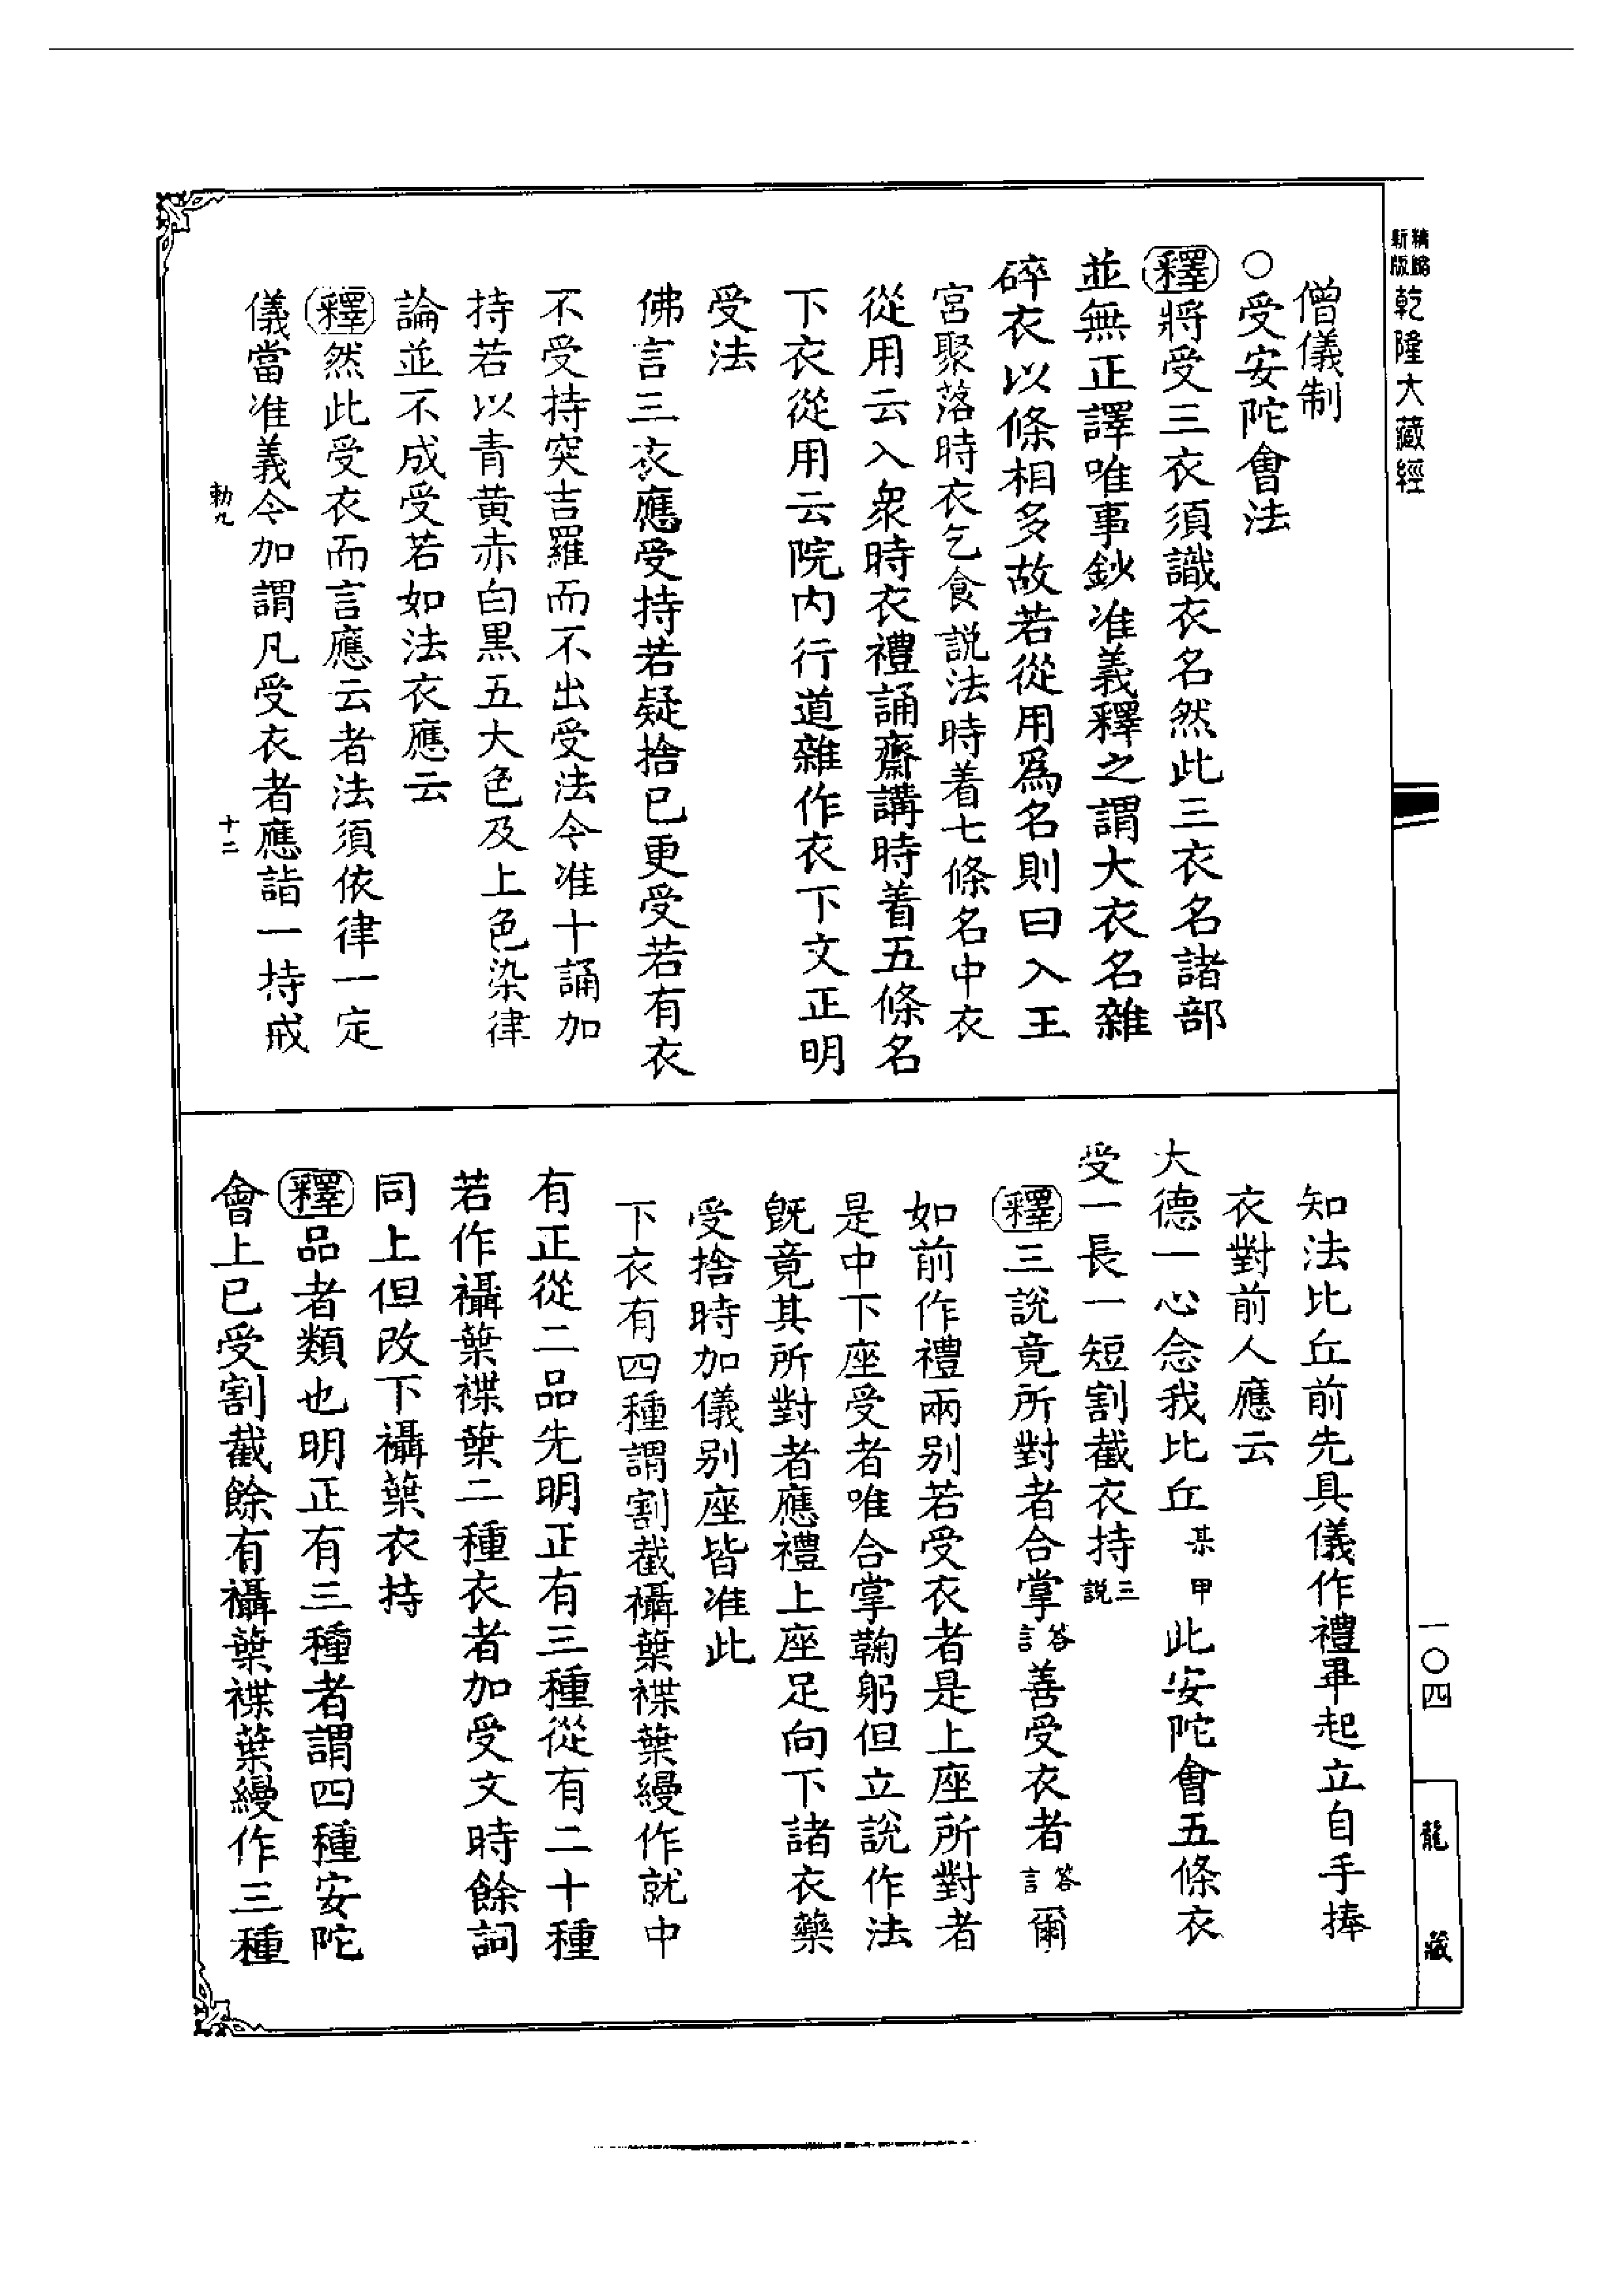 精縮新版乾隆大藏經
僧儀制
○受安陀會法
釋將受三衣須識衣名然此三衣名諸部
並無正譯唯事鈔准義釋之謂大衣名雜
碎衣以條相多故若從用爲名則曰入王
宮聚落時衣乞食説法時着七條名中衣
從用云入衆時衣禮誦齋講時着五條名
下衣從用云院内行道雜作衣下文正明
受法
佛言三衣應受持若疑捨已更受若有衣
不受持突吉羅而不出受法今准十誦加
持若以青黄赤白黒五大色及上色染律
論並不成受若如法衣應云
釋然此受衣而言應云者法須依律一定
儀當准義令加謂凡受衣者應詣一持戒
勅九
十二
知法比丘前先具儀作禮畢起立自手捧
衣對前人應云
大德一心念我比丘某甲此安陀會五條衣
受一長一短割截衣持三説
釋三説竟所對者合掌答言善受衣者答言爾
如前作禮兩别若受衣者是上座所對者
是中下座受者唯合掌鞠躬但立説作法
既竟其所對者應禮上座足向下諸衣藥
受捨時加儀别座皆准此
下衣有四種謂割截襵葉褋葉縵作就中
有正從二品先明正有三種從有二十種
若作襵葉褋葉二種衣者加受文時餘詞
同上但改下襵葉衣持
釋品者類也明正有三種者謂四種安陀
會上已受割截餘有襵葉褋葉縵作三種
一〇四
龍藏